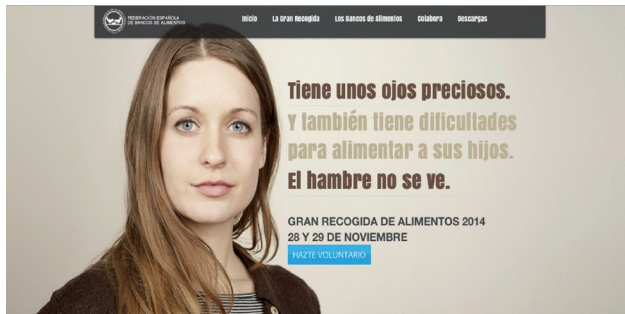 FEDERACIÓN ESPAÑOLA
DE BANCOS DE ALIMENTOS
Inicio La Gran Recogida Los Bancos de Alimentos Colabora Descargas
Tiene unos ojos preciosos.
Y también tiene dificultades
para alimentar a sus hijos.
El hambre no se ve.
GRAN RECOGIDA DE ALIMENTOS 2014
28 Y 29 DE NOVIEMBRE
HAZTE VOLUNTARIO